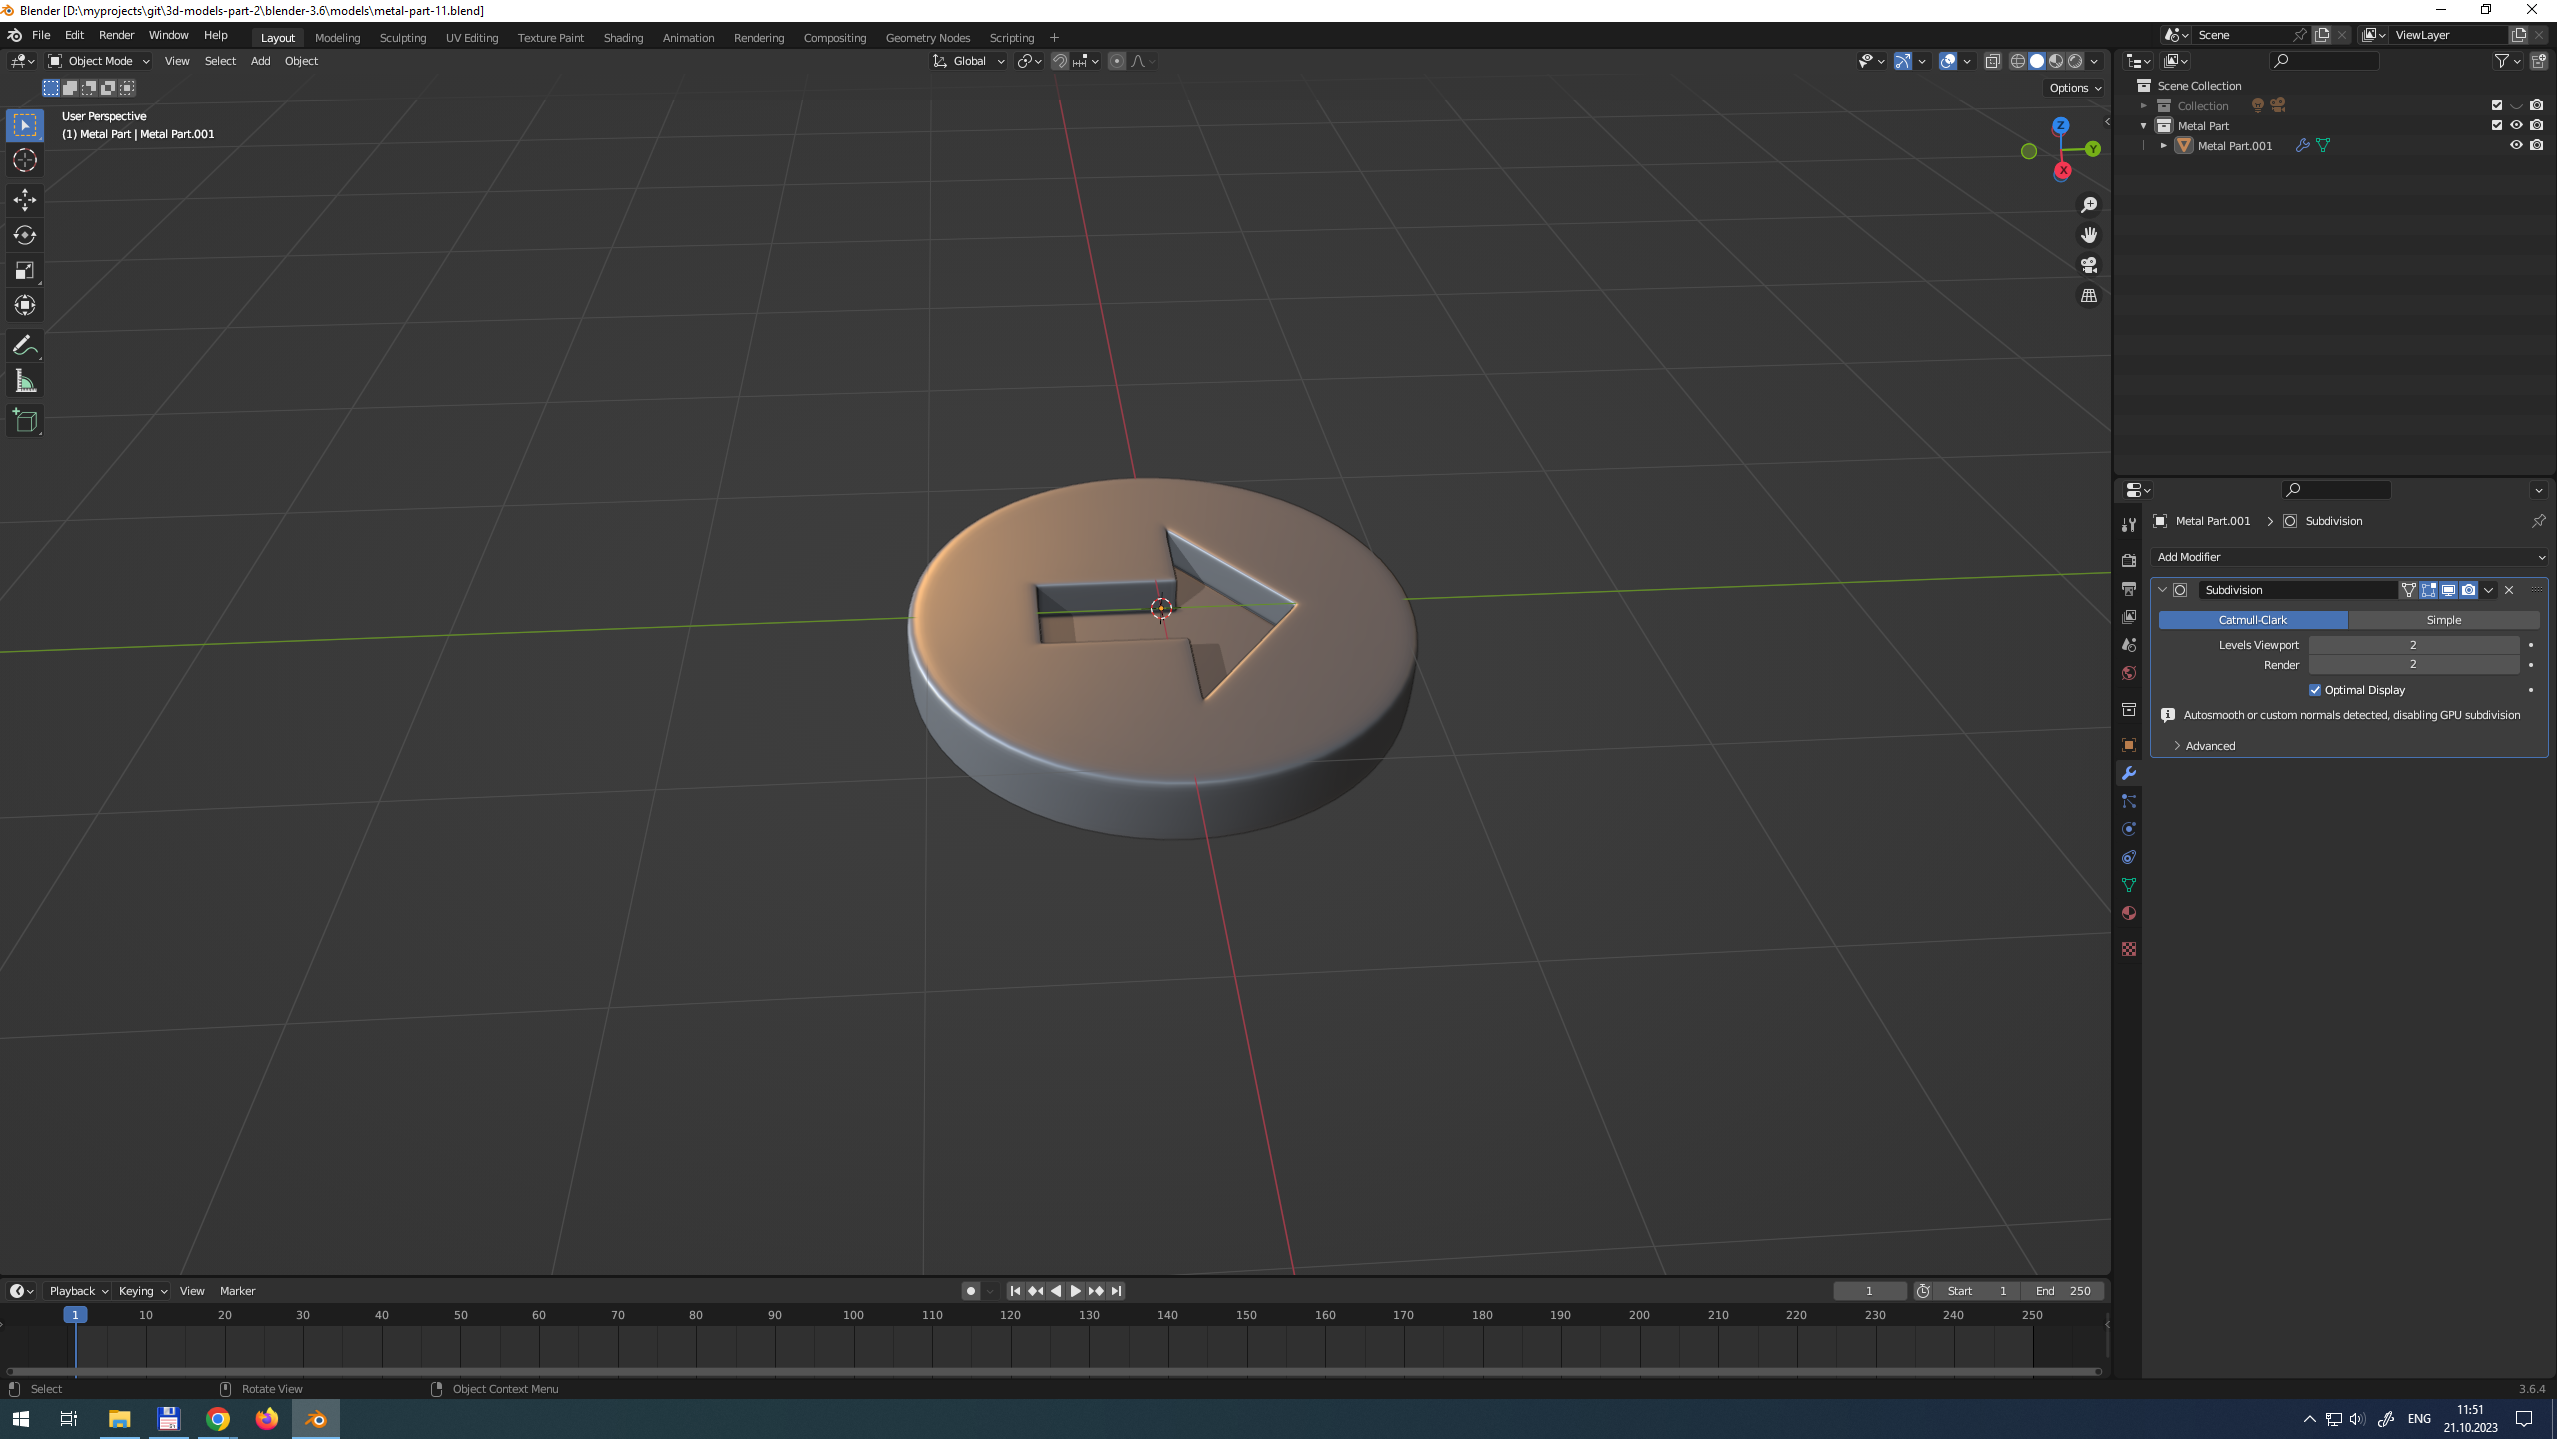 Blender [D:\myprojects\git\3d-models-part-2\blender-3.6\models\metal-part-11.blend]
File Edit Render Window Help Layout Modeling Sculpting UV Editing Texture Paint Shading Animation Rendering Compositing Geometry Nodes Scripting + Scene ViewLayer
Object Mode View Select Add Object Global
Options
User Perspective
(1) Metal Part | Metal Part.001
Z
Y
X
Scene Collection
Collection
Metal Part
Metal Part.001
Metal Part.001 > Subdivision
Add Modifier
Subdivision
Catmull-Clark Simple
Levels Viewport 2
Render 2
Optimal Display
Autosmooth or custom normals detected, disabling GPU subdivision
Advanced
Playback Keying View Marker 1 Start 1 End 250
1 10 20 30 40 50 60 70 80 90 100 110 120 130 140 150 160 170 180 190 200 210 220 230 240 250
Select Rotate View Object Context Menu 3.6.4
ENG
11:51
21.10.2023